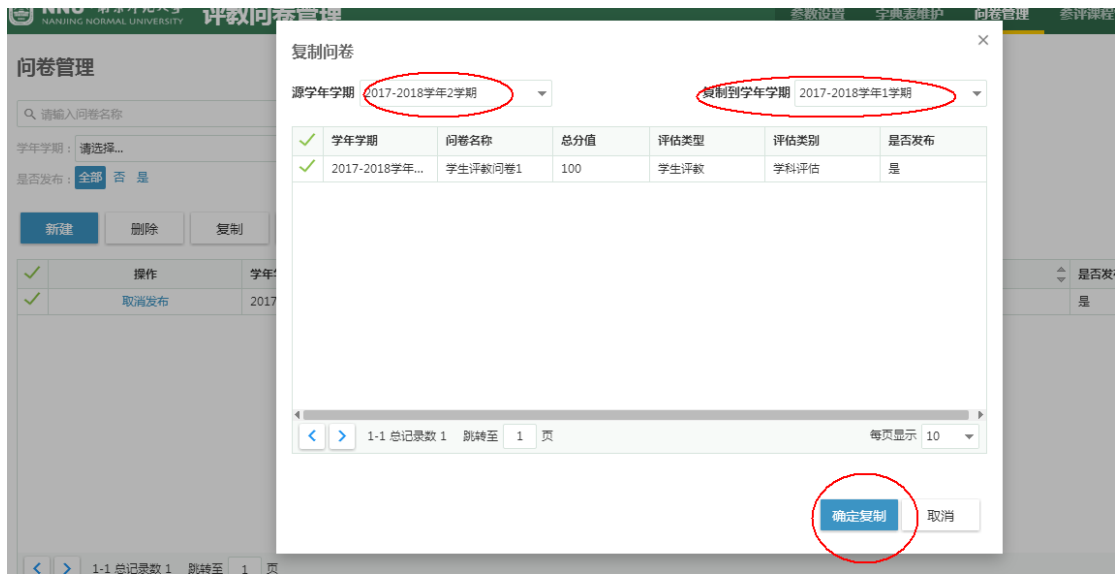 NANJING NORMAL UNIVERSITY 评教问卷管理 参数设置 字典表维护 问卷管理 参评课程
问卷管理
请输入问卷名称
学年学期： 请选择...
是否发布： 全部 否 是
新建 删除 复制
操作 学年 是否发
取消发布 2017 是
1-1 总记录数 1 跳转至 1 页
复制问卷
源学年学期 2017-2018学年2学期 复制到学年学期 2017-2018学年1学期
学年学期 问卷名称 总分值 评估类型 评估类别 是否发布
2017-2018学年... 学生评教问卷1 100 学生评教 学科评估 是
1-1 总记录数 1 跳转至 1 页 每页显示 10
确定复制 取消